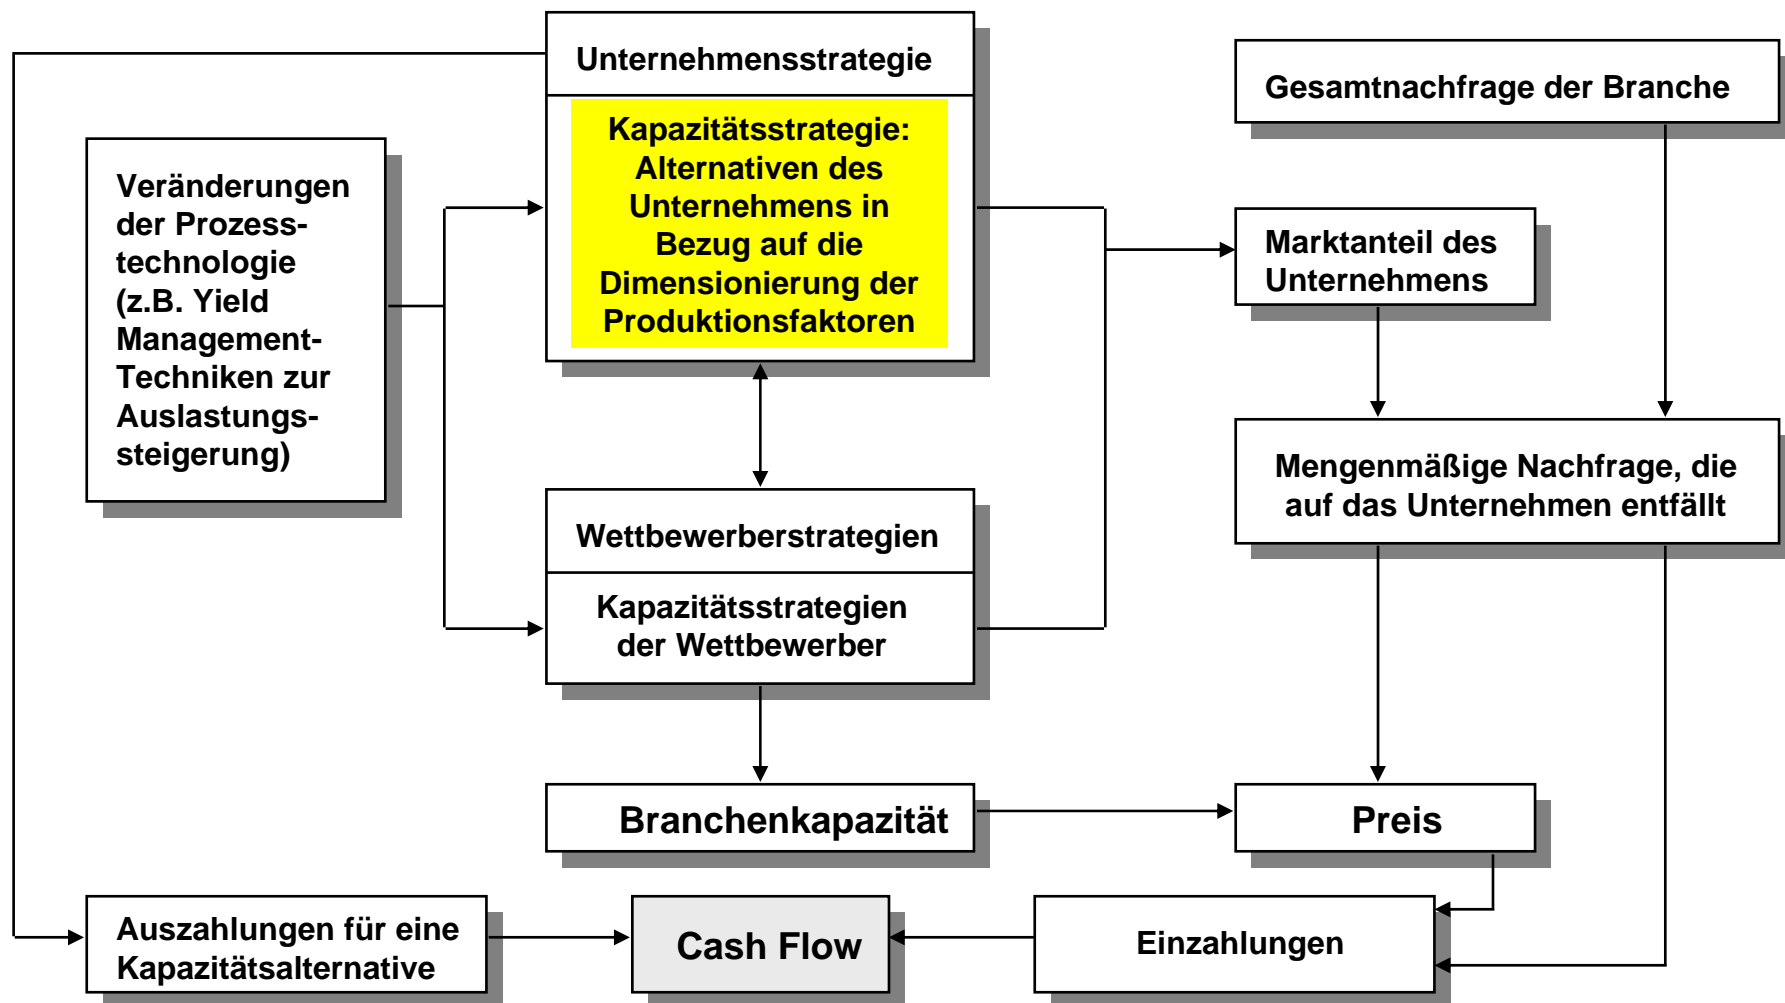 Unternehmensstrategie
Kapazitätsstrategie:
Alternativen des
Unternehmens in
Bezug auf die
Dimensionierung der
Produktionsfaktoren
Gesamtnachfrage der Branche
Veränderungen
der Prozess-
technologie
(z.B. Yield
Management-
Techniken zur
Auslastungs-
steigerung)
Marktanteil des
Unternehmens
Mengenmäßige Nachfrage, die
auf das Unternehmen entfällt
Wettbewerberstrategien
Kapazitätsstrategien
der Wettbewerber
Branchenkapazität
Preis
Auszahlungen für eine
Kapazitätsalternative
Cash Flow
Einzahlungen